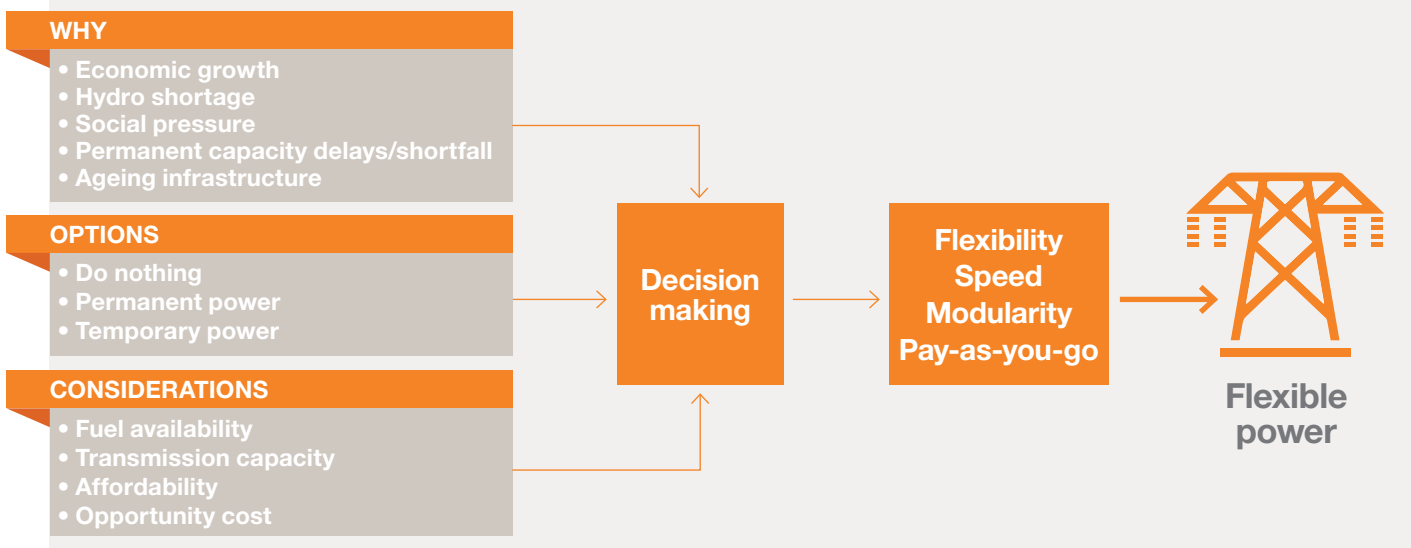 WHY
• Economic growth
• Hydro shortage
• Social pressure
• Permanent capacity delays/shortfall
• Ageing infrastructure
OPTIONS
• Do nothing
• Permanent power
• Temporary power
CONSIDERATIONS
• Fuel availability
• Transmission capacity
• Affordability
• Opportunity cost
Decision
making
Flexibility
Speed
Modularity
Pay-as-you-go
Flexible
power